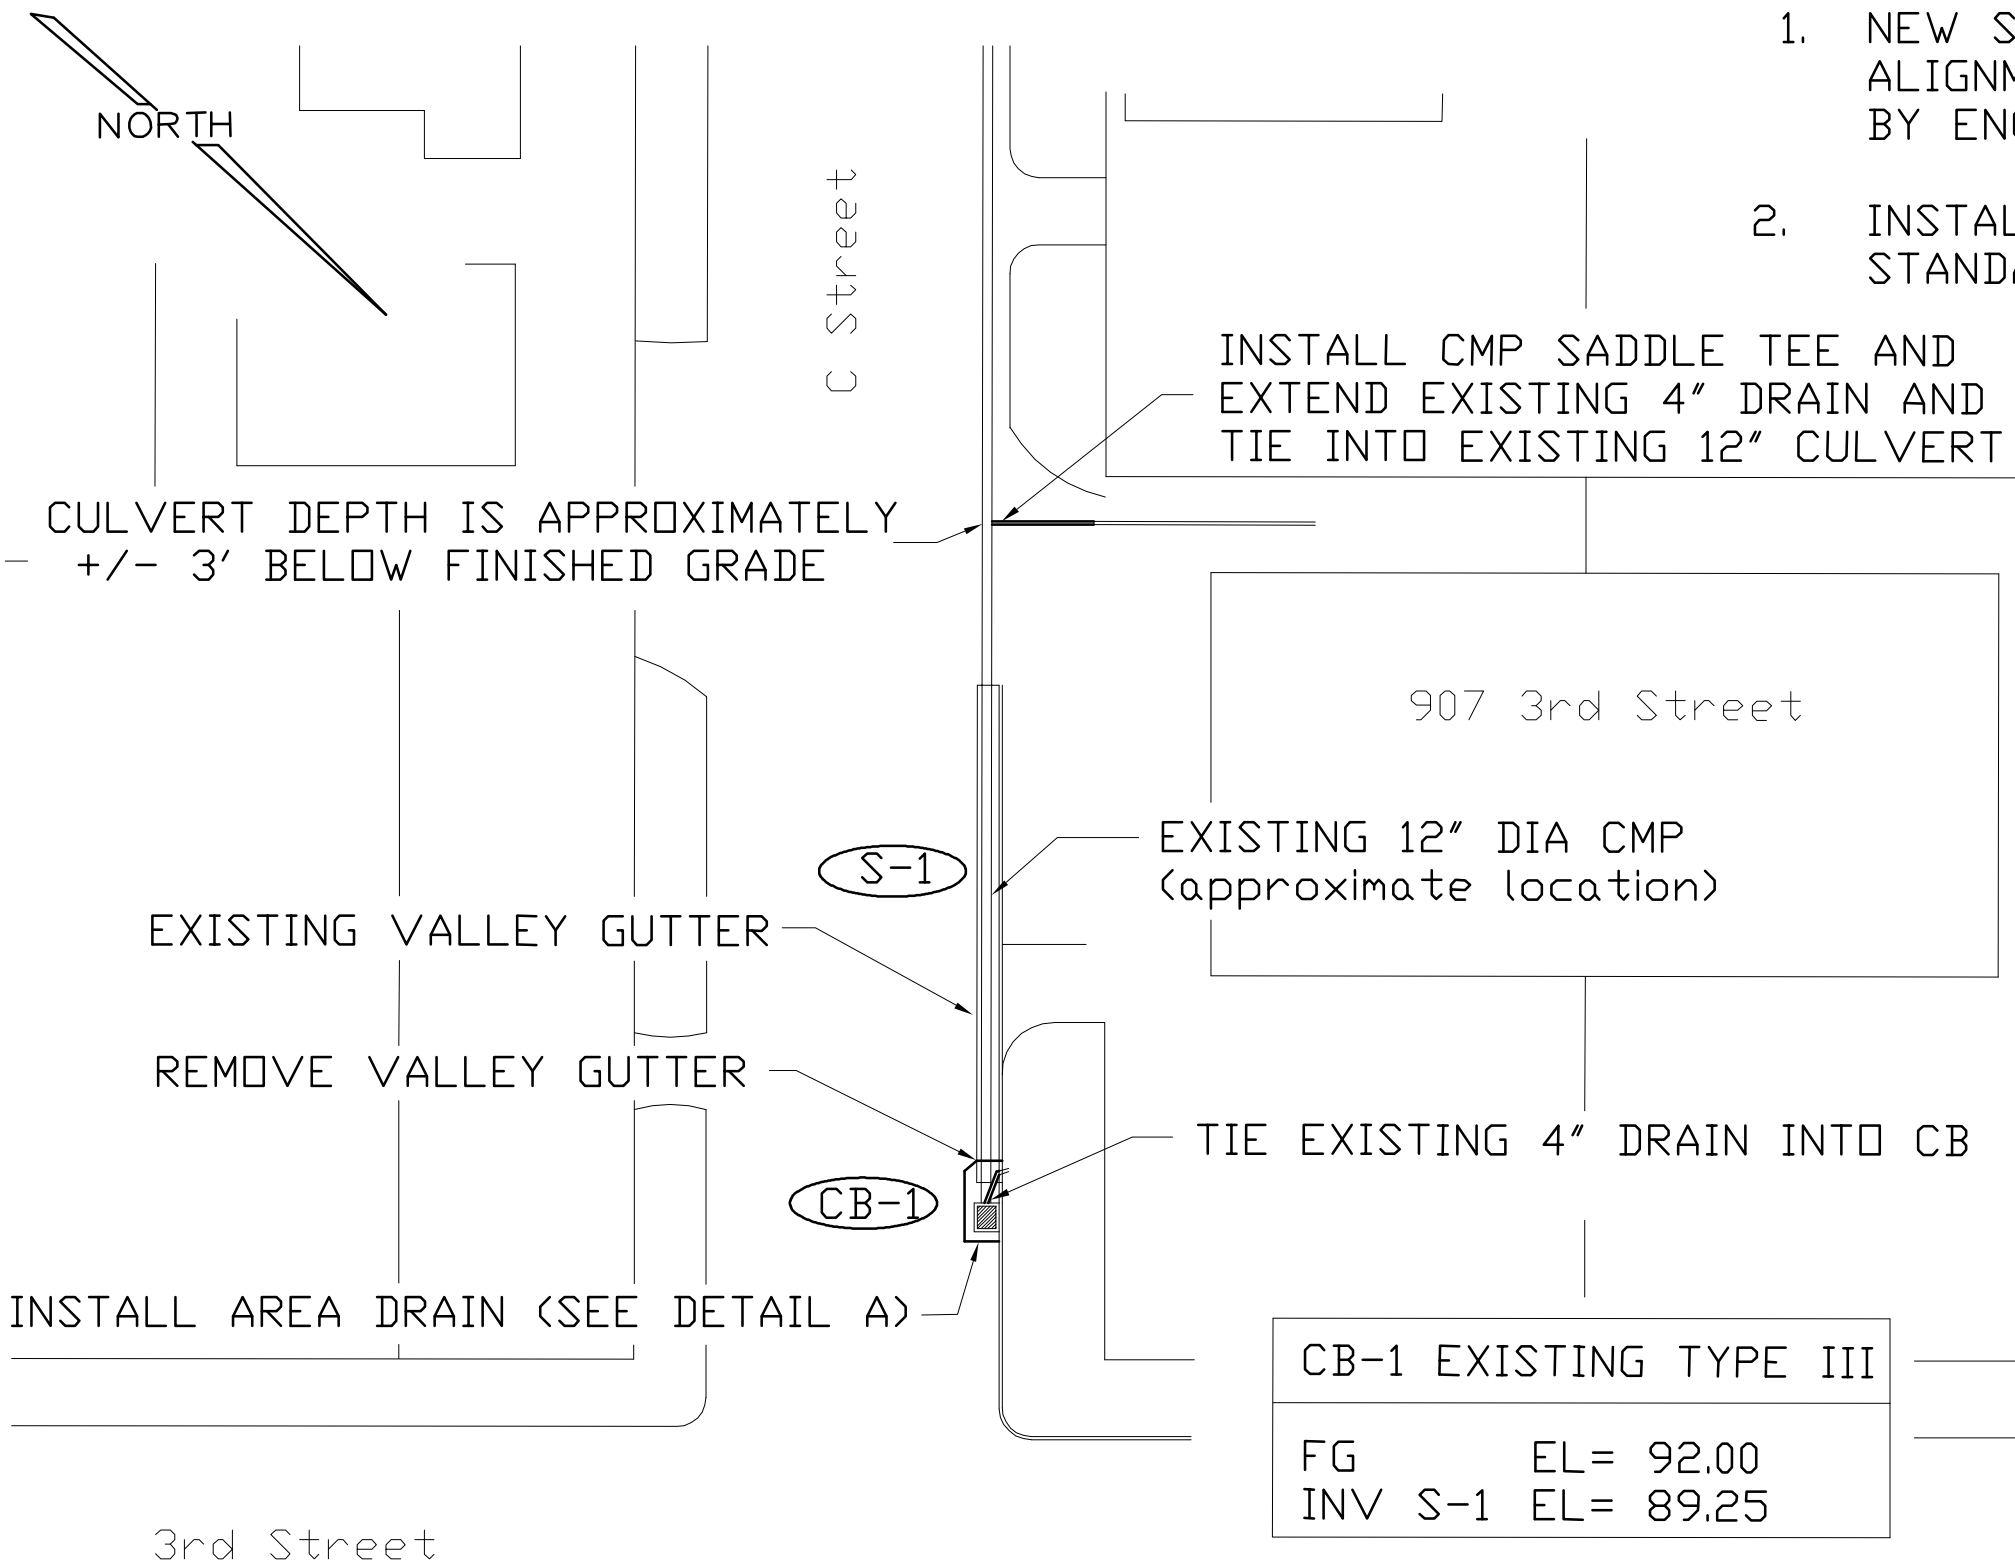 1. NEW
ALIGNM
BY
NORTH
2. INSTAL
STANDA
C Street
INSTALL CMP SADDLE TEE AND
EXTEND EXISTING 4" DRAIN AND
TIE INTO EXISTING 12" CULVERT
CULVERT DEPTH IS APPROXIMATELY
+/- 3' BELOW FINISHED GRADE
907 3rd Street
EXISTING 12" DIA CMP
(approximate location)
S-1
EXISTING VALLEY GUTTER
REMOVE VALLEY GUTTER
TIE EXISTING 4" DRAIN INTO CB
CB-1
INSTALL AREA DRAIN (SEE DETAIL A)
CB-1 EXISTING TYPE III
FG EL= 92.00
INV S-1 EL= 89.25
3rd Street